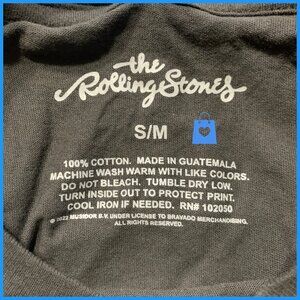 the
Rolling Stones
S/M
100% COTTON. MADE IN GUATEMALA
MACHINE WASH WARM WITH LIKE COLORS.
DO NOT BLEACH. TUMBLE DRY LOW.
TURN INSIDE OUT TO PROTECT PRINT.
COOL IRON IF NEEDED. RN# 102050
© 2022 MUSIDOR B.V. UNDER LICENSE TO BRAVADO MERCHANDISING.
ALL RIGHTS RESERVED.